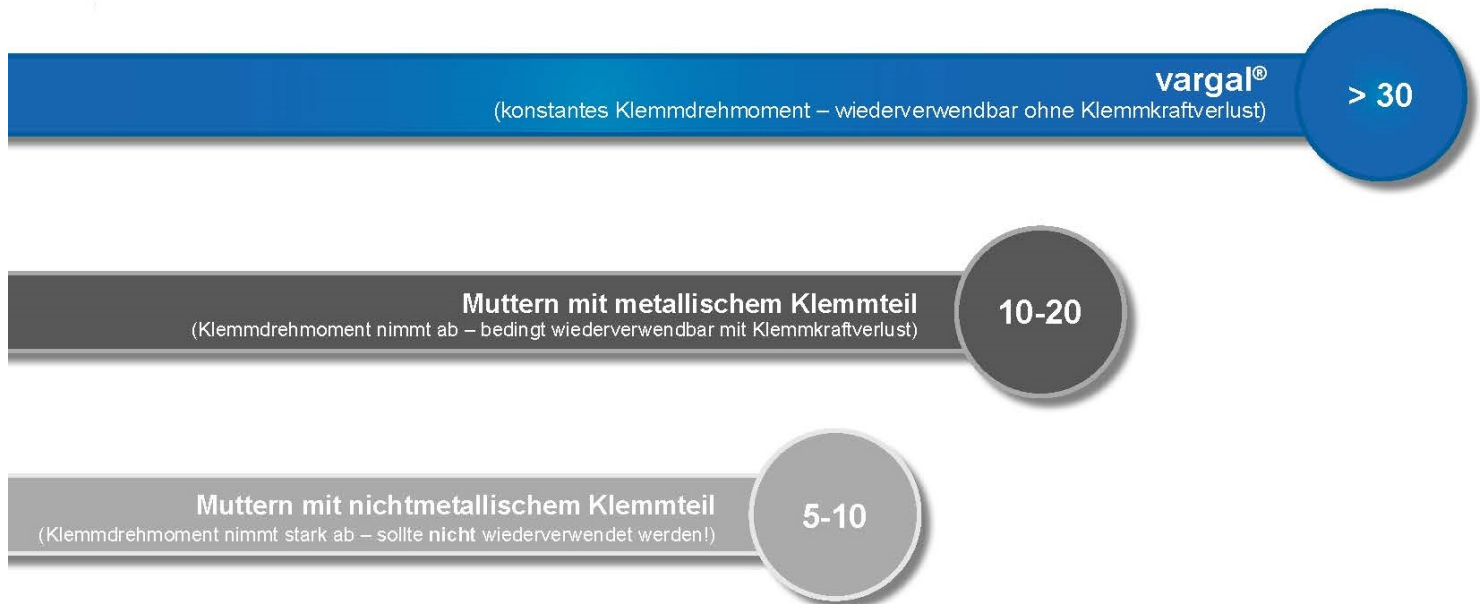 vargal®
(konstantes Klemmdrehmoment – wiederverwendbar ohne Klemmkraftverlust)
> 30
Muttern mit metallischem Klemmteil
(Klemmdrehmoment nimmt ab – bedingt wiederverwendbar mit Klemmkraftverlust)
10-20
Muttern mit nichtmetallischem Klemmteil
(Klemmdrehmoment nimmt stark ab – sollte nicht wiederverwendet werden!)
5-10